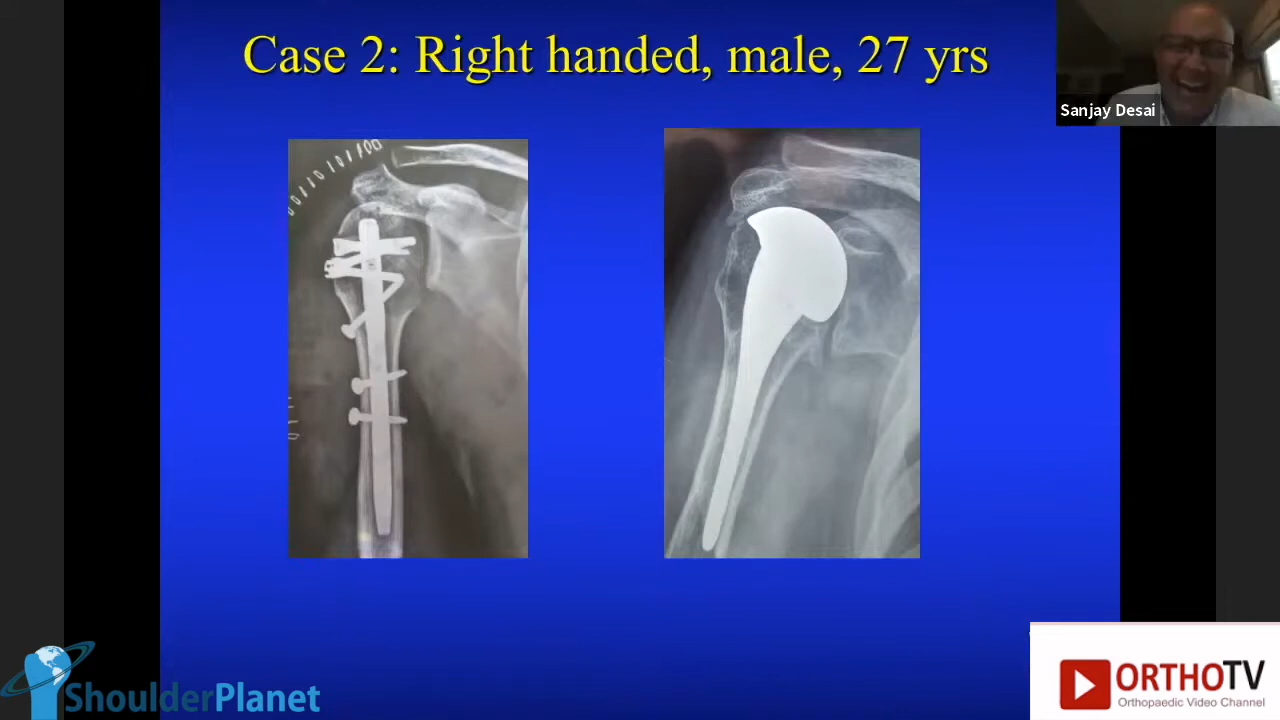 Case 2: Right handed, male, 27 yrs
Sanjay Desai
ShoulderPlanet
ORTHOTV
Orthopaedic Video Channel